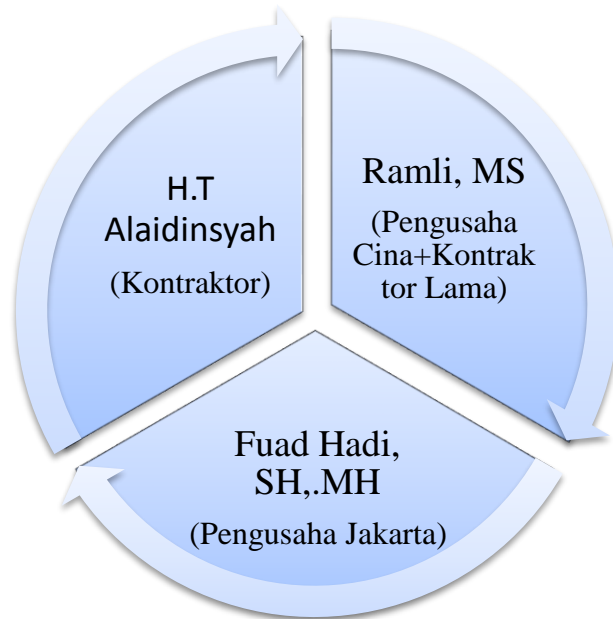 H.T
Alaidinsyah
(Kontraktor)
Ramli, MS
(Pengusaha
Cina+Kontrak
tor Lama)
Fuad Hadi,
SH,.MH
(Pengusaha Jakarta)